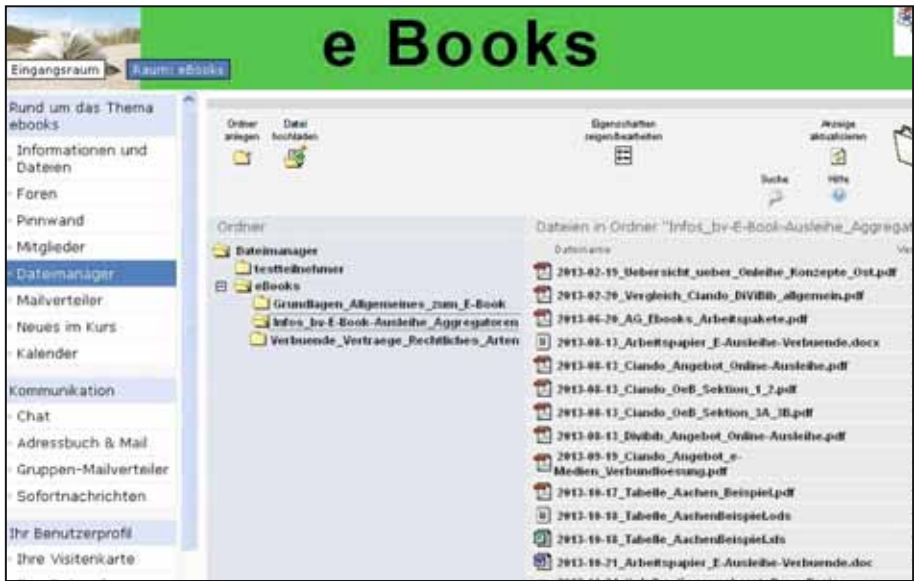 e Books
Eingangsraum
Raum: eBooks
Rund um das Thema
ebooks
Informationen und
Dateien
Foren
Pinnwand
Mitglieder
Dateimanager
Mailverteiler
Neues im Kurs
Kalender
Kommunikation
Chat
Adressbuch & Mail
Gruppen-Mailverteiler
Sofortnachrichten
Ihr Benutzerprofil
Ihre Visitenkarte
Ordner
anlegen
Datei
hochladen
Eigenschaften
zeigen/bearbeiten
Anzeige
aktualisieren
Suche
Hilfe
Ordner
Dateimanager
testteilnehmer
eBooks
Grundlagen_Allgemeines_zum_E-Book
Infos_bv-E-Book-Ausleihe_Aggregatoren
Verbuende_Vertraege_Rechtliches_Arten
Dateien in Ordner "Infos_bv-E-Book-Ausleihe_Aggregat
Dateiname
2013-02-15_Uebersicht_ueber_Onleihe_Konzepte_Ost.pdf
2013-02-20_Vergleich_Ciando_DiViBib_allgemein.pdf
2013-06-20_AG_Ebooks_Arbeitspakete.pdf
2013-08-13_Arbeitspapier_E-Ausleihe-Verbuende.docx
2013-08-13_Ciando_Angebot_Online-Ausleihe.pdf
2013-08-13_Ciando_OeB_Sektion_1_2.pdf
2013-08-13_Ciando_OeB_Sektion_3A_3B.pdf
2013-08-13_Divibib_Angebot_Online-Ausleihe.pdf
2013-09-19_Ciando_Angebot_e-
Medien_Verbundloesung.pdf
2013-10-17_Tabelle_Aachen_Beispiel.pdf
2013-10-18_Tabelle_AachenBeispiel.ods
2013-10-18_Tabelle_AachenBeispiel.xls
2013-10-21_Arbeitspapier_E-Ausleihe-Verbuende.doc